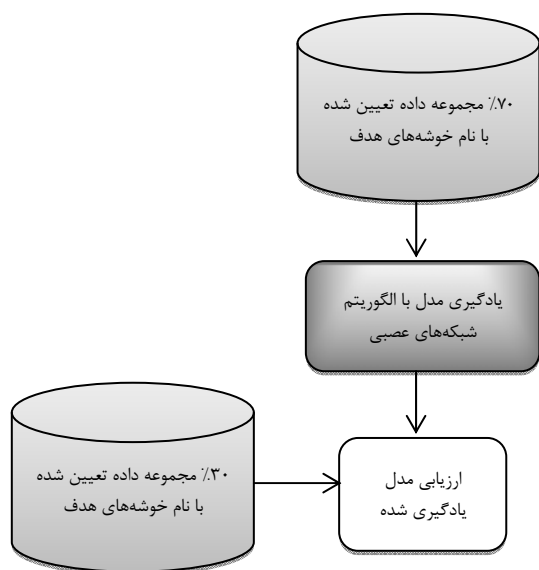 ۷۰٪ مجموعه داده تعیین شده
با نام خوشه‌های هدف
یادگیری مدل با الگوریتم
شبکه‌های عصبی
۳۰٪ مجموعه داده تعیین شده
با نام خوشه‌های هدف
ارزیابی مدل
یادگیری شده